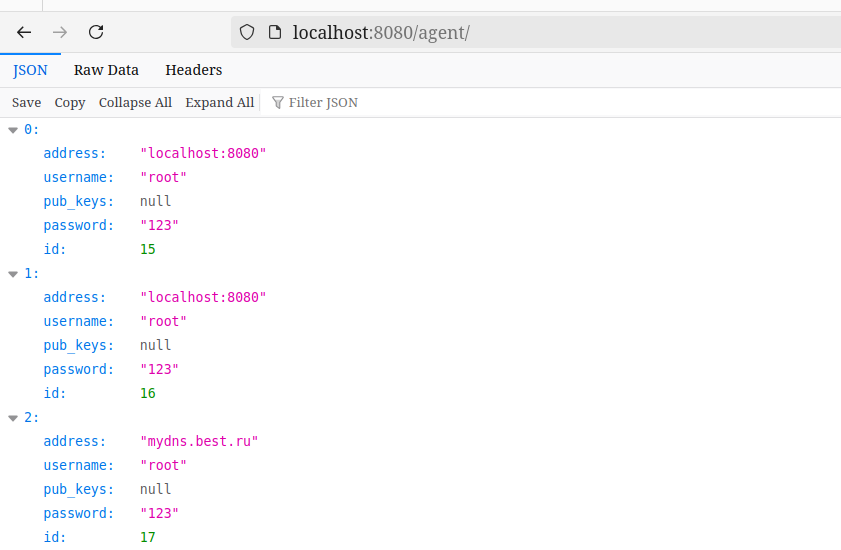 localhost:8080/agent/
JSON Raw Data Headers
Save Copy Collapse All Expand All Filter JSON
0:
address: "localhost:8080"
username: "root"
pub_keys: null
password: "123"
id: 15
1:
address: "localhost:8080"
username: "root"
pub_keys: null
password: "123"
id: 16
2:
address: "mydns.best.ru"
username: "root"
pub_keys: null
password: "123"
id: 17